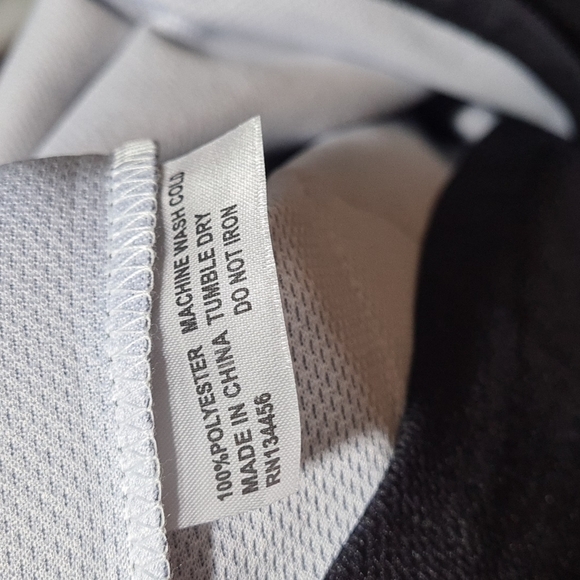 100%POLYESTER MACHINE WASH COLD
MADE IN CHINA TUMBLE DRY
RN134456 DO NOT IRON